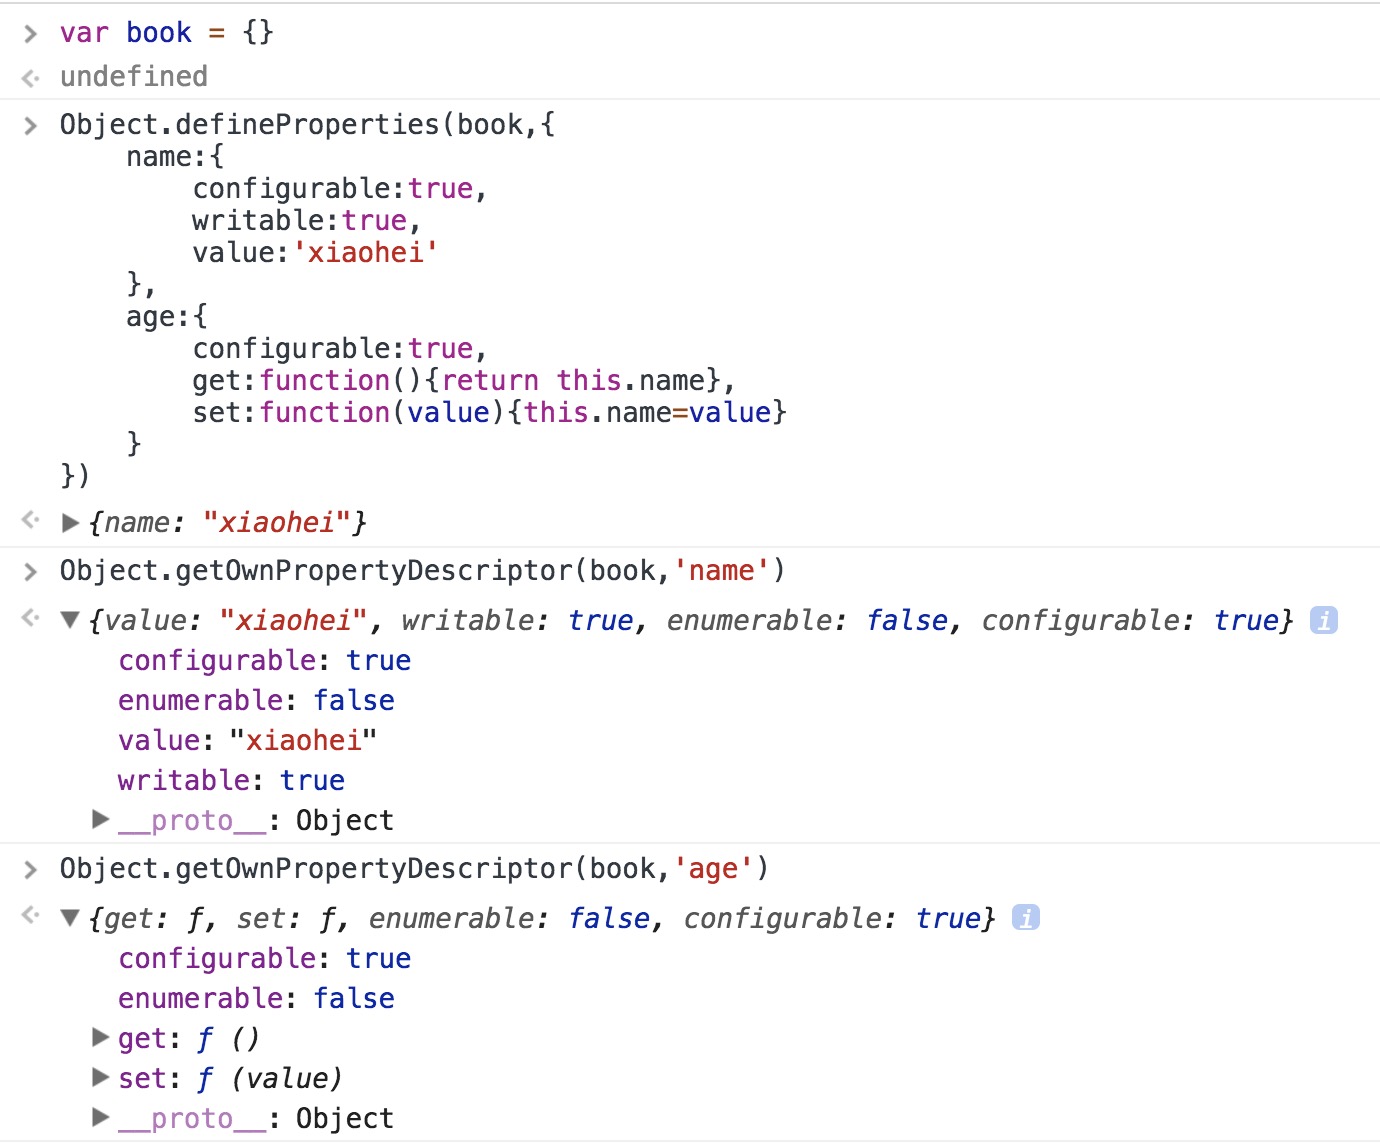 > var book = {}
<· undefined
> Object.defineProperties(book,{
name:{
configurable:true,
writable:true,
value:'xiaohei'
},
age:{
configurable:true,
get:function(){return this.name},
set:function(value){this.name=value}
}
})
<· ▶{name: "xiaohei"}
> Object.getOwnPropertyDescriptor(book,'name')
<· ▼{value: "xiaohei", writable: true, enumerable: false, configurable: true} i
configurable: true
enumerable: false
value: "xiaohei"
writable: true
▶__proto__: Object
> Object.getOwnPropertyDescriptor(book,'age')
<· ▼{get: ƒ, set: ƒ, enumerable: false, configurable: true} i
configurable: true
enumerable: false
▶get: ƒ ()
▶set: ƒ (value)
▶__proto__: Object